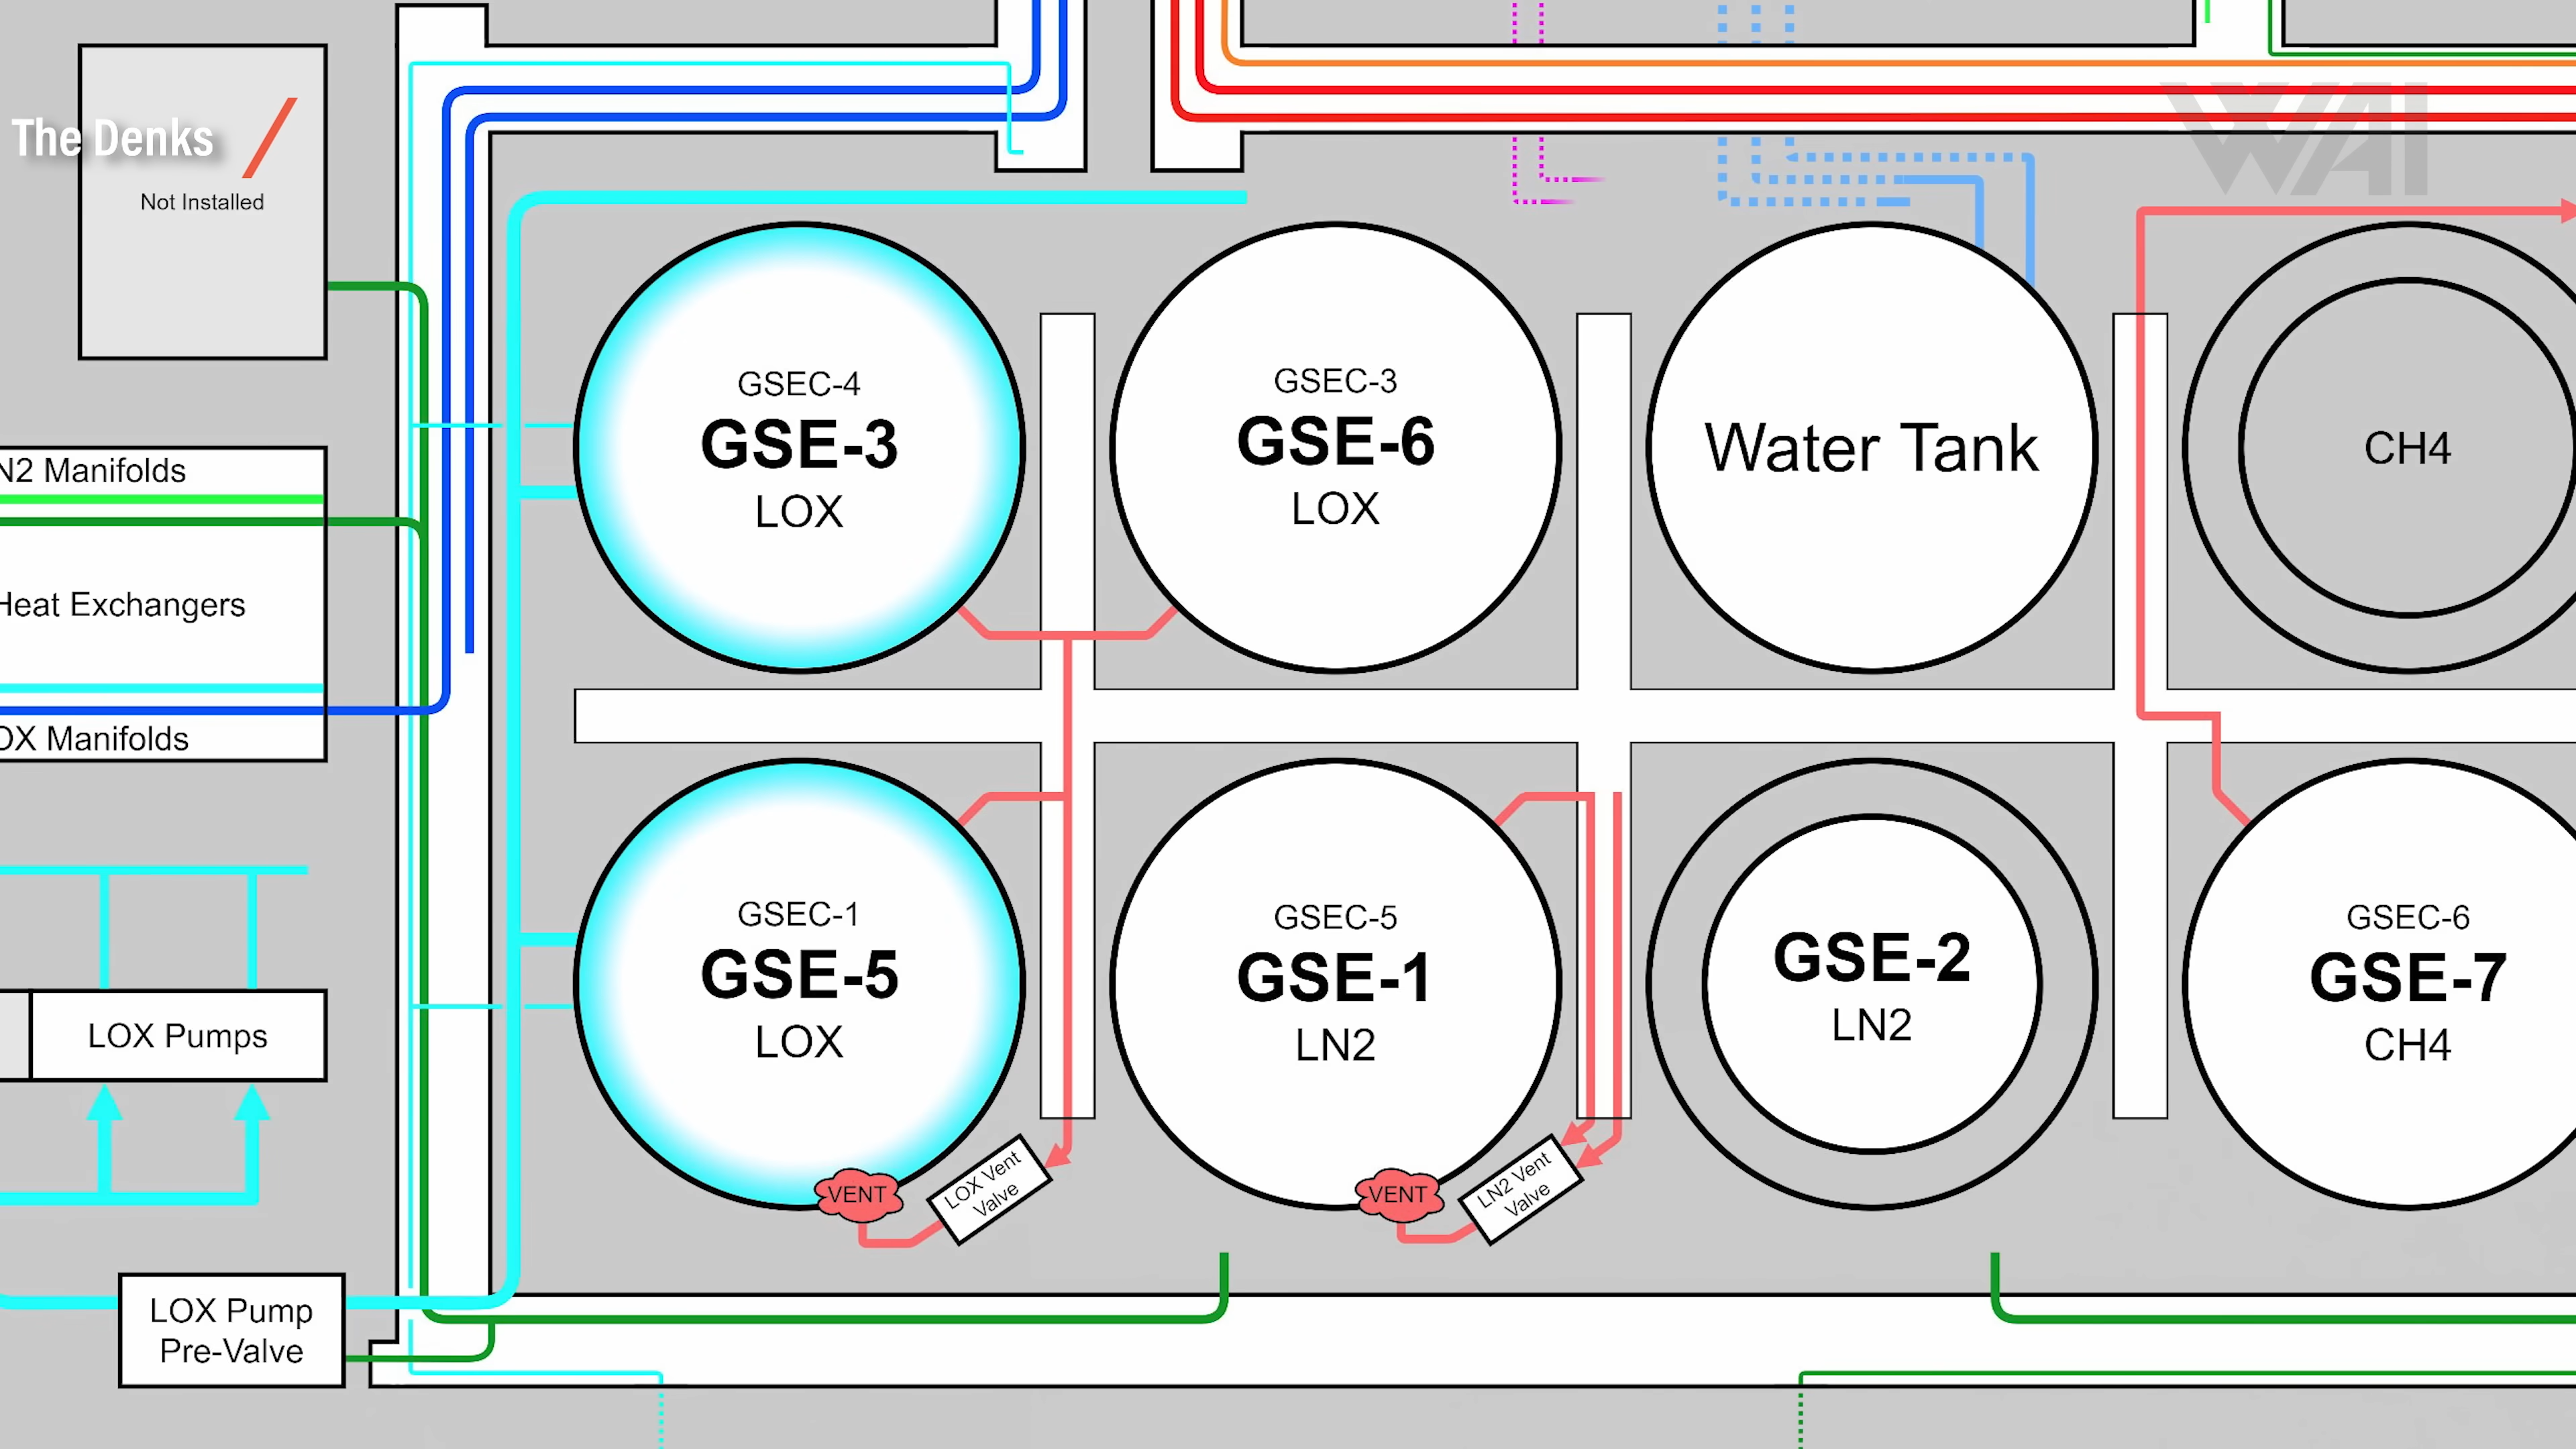 The Denks
WAI
Not Installed
GSEC-4
GSE-3
LOX
GSEC-3
GSE-6
LOX
Water Tank
CH4
N2 Manifolds
Heat Exchangers
OX Manifolds
GSEC-1
GSE-5
LOX
GSEC-5
GSE-1
LN2
GSE-2
LN2
GSEC-6
GSE-7
CH4
LOX Pumps
VENT
LOX Vent
Valve
VENT
LN2 Vent
Valve
LOX Pump
Pre-Valve